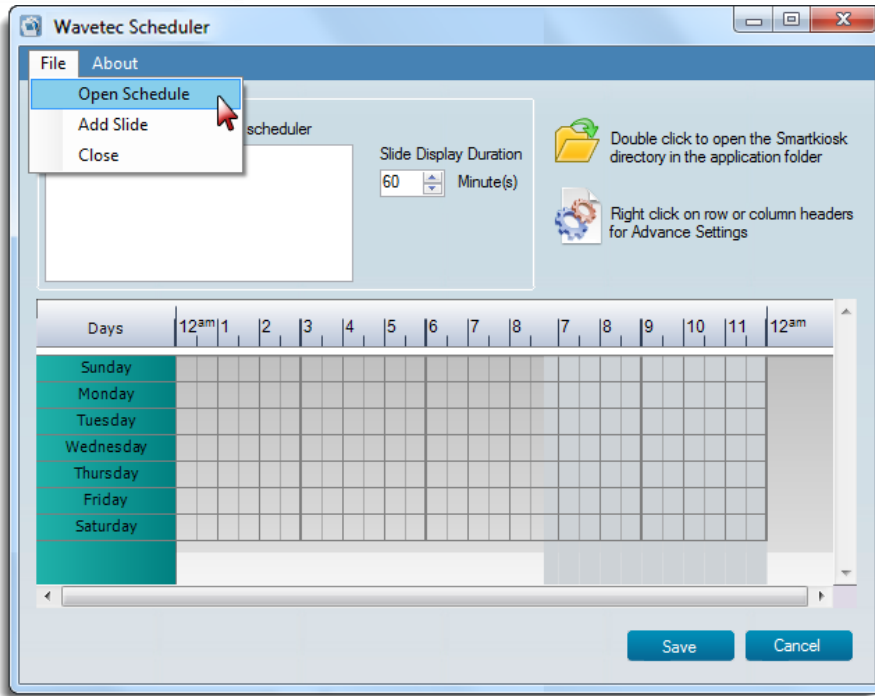 Wavetec Scheduler
File About
Open Schedule
Add Slide
Close
scheduler
Slide Display Duration
60 Minute(s)
Double click to open the Smartkiosk
directory in the application folder
Right click on row or column headers
for Advance Settings
Days 12am 1 2 3 4 5 6 7 8 7 8 9 10 11 12am
Sunday
Monday
Tuesday
Wednesday
Thursday
Friday
Saturday
Save Cancel